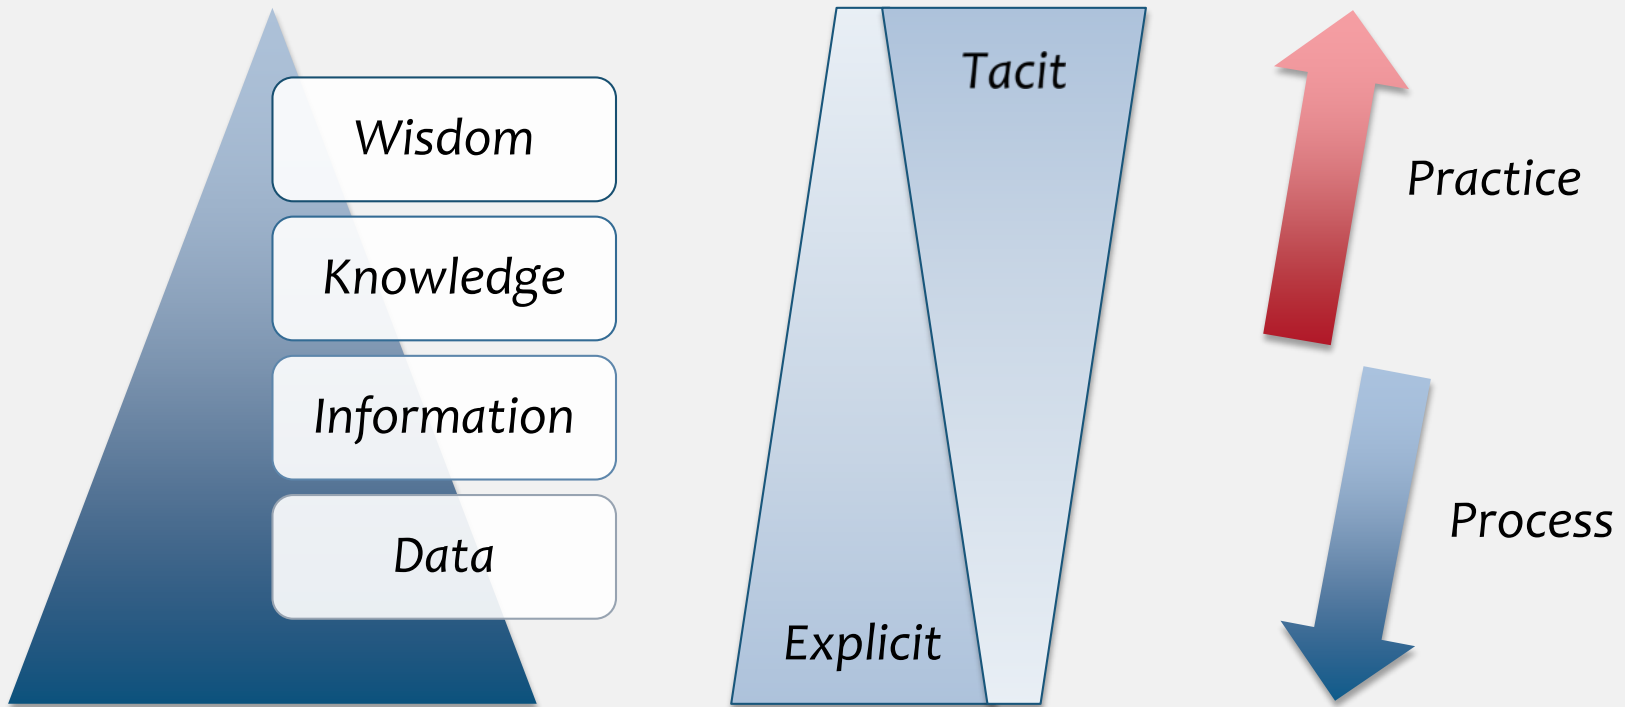 Wisdom
Knowledge
Information
Data
Tacit
Explicit
Practice
Process